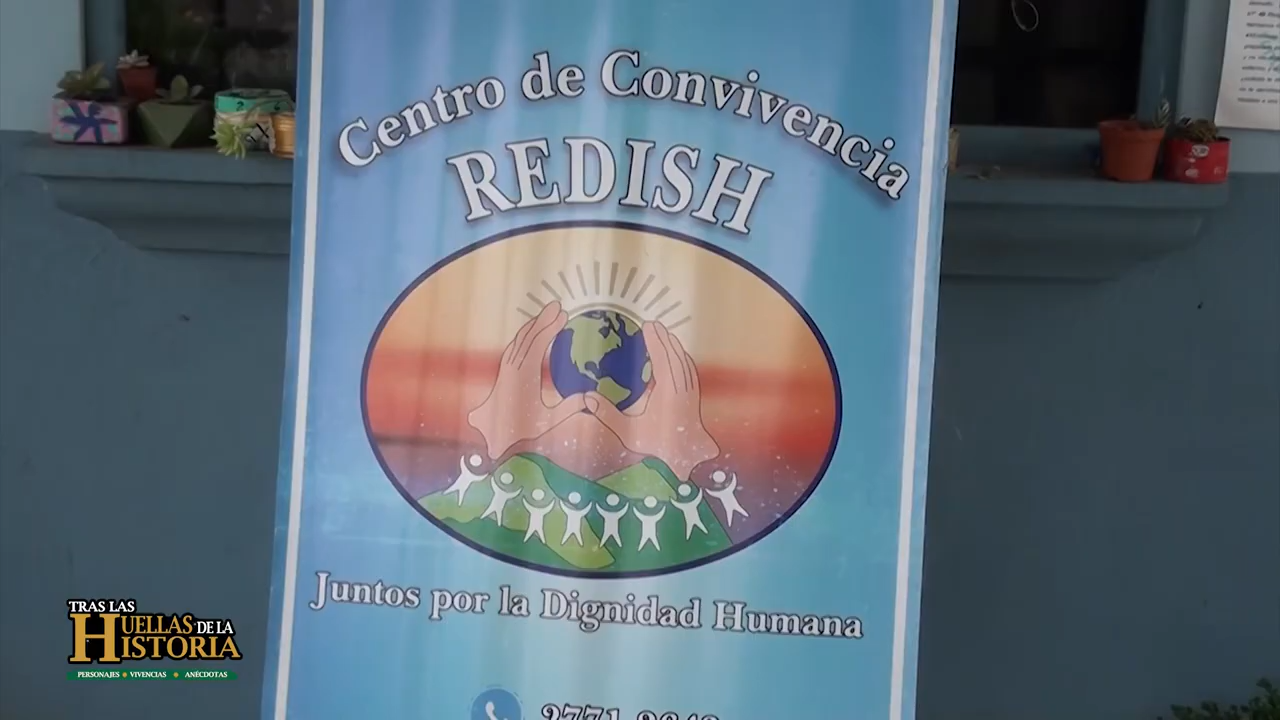 Centro de Convivencia
REDISH
Juntos por la Dignidad Humana
TRAS LAS
HUELLAS DE LA
HISTORIA
PERSONAJES • VIVENCIAS • ANÉCDOTAS